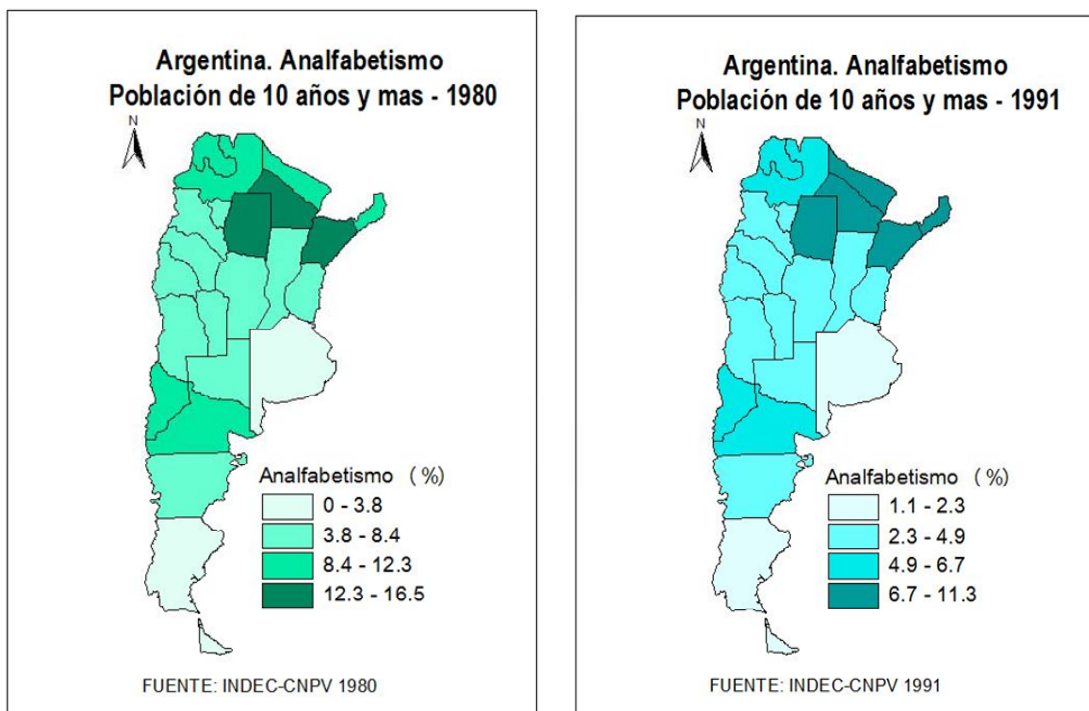 Argentina. Analfabetismo
Población de 10 años y mas - 1980
N
Analfabetismo ( %)
0 - 3.8
3.8 - 8.4
8.4 - 12.3
12.3 - 16.5
FUENTE: INDEC-CNPV 1980
Argentina. Analfabetismo
Población de 10 años y mas - 1991
N
Analfabetismo ( %)
1.1 - 2.3
2.3 - 4.9
4.9 - 6.7
6.7 - 11.3
FUENTE: INDEC-CNPV 1991